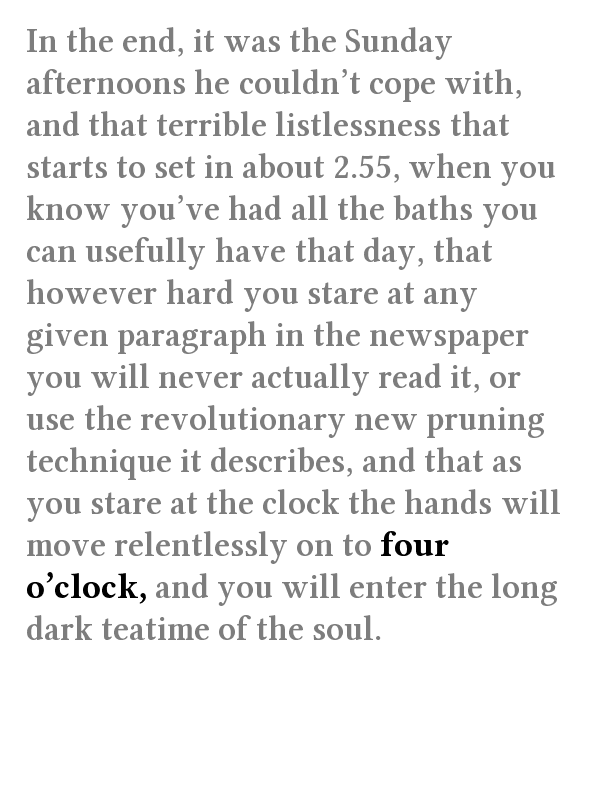 In the end, it was the Sunday
afternoons he couldn’t cope with,
and that terrible listlessness that
starts to set in about 2.55, when you
know you’ve had all the baths you
can usefully have that day, that
however hard you stare at any
given paragraph in the newspaper
you will never actually read it, or
use the revolutionary new pruning
technique it describes, and that as
you stare at the clock the hands will
move relentlessly on to four
o’clock, and you will enter the long
dark teatime of the soul.